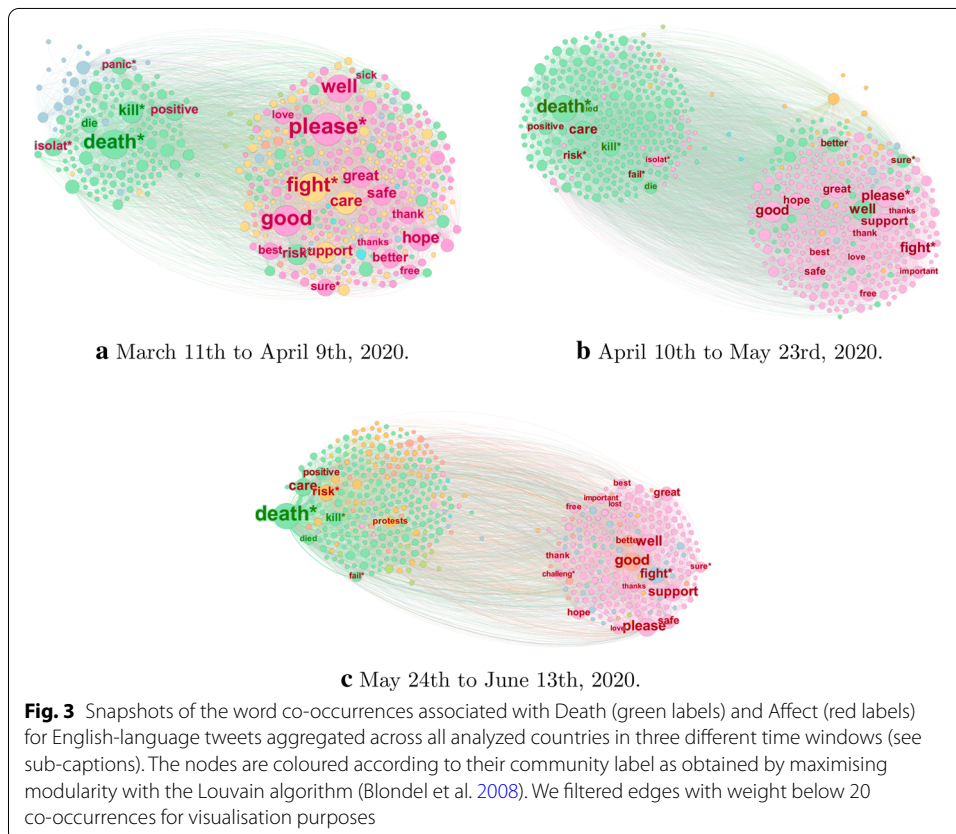 panic*
kill*
positive
die
death*
isolat*
sick
well
love
please*
fight*
great
care
safe
good
thank
hope
best
risk*
support
thanks
better
free
sure*
a March 11th to April 9th, 2020.
death*
positive
care
risk*
kill*
isolat*
fail*
die
better
sure*
great
please*
hope
good
well
thanks
support
thank
fight*
best
love
safe
important
free
b April 10th to May 23rd, 2020.
positive
care
risk*
death*
kill*
protests
died
fail*
best
great
important
free
lost
better
well
thank
good
fight*
sure*
challeng*
thanks
support
hope
safe
love
please
c May 24th to June 13th, 2020.
Fig. 3 Snapshots of the word co-occurrences associated with Death (green labels) and Affect (red labels)
for English-language tweets aggregated across all analyzed countries in three different time windows (see
sub-captions). The nodes are coloured according to their community label as obtained by maximising
modularity with the Louvain algorithm (Blondel et al. 2008). We filtered edges with weight below 20
co-occurrences for visualisation purposes